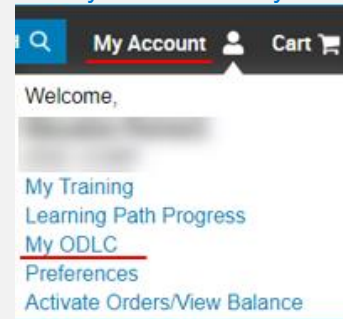 My Account Cart
Welcome,
My Training
Learning Path Progress
My ODLC
Preferences
Activate Orders/View Balance